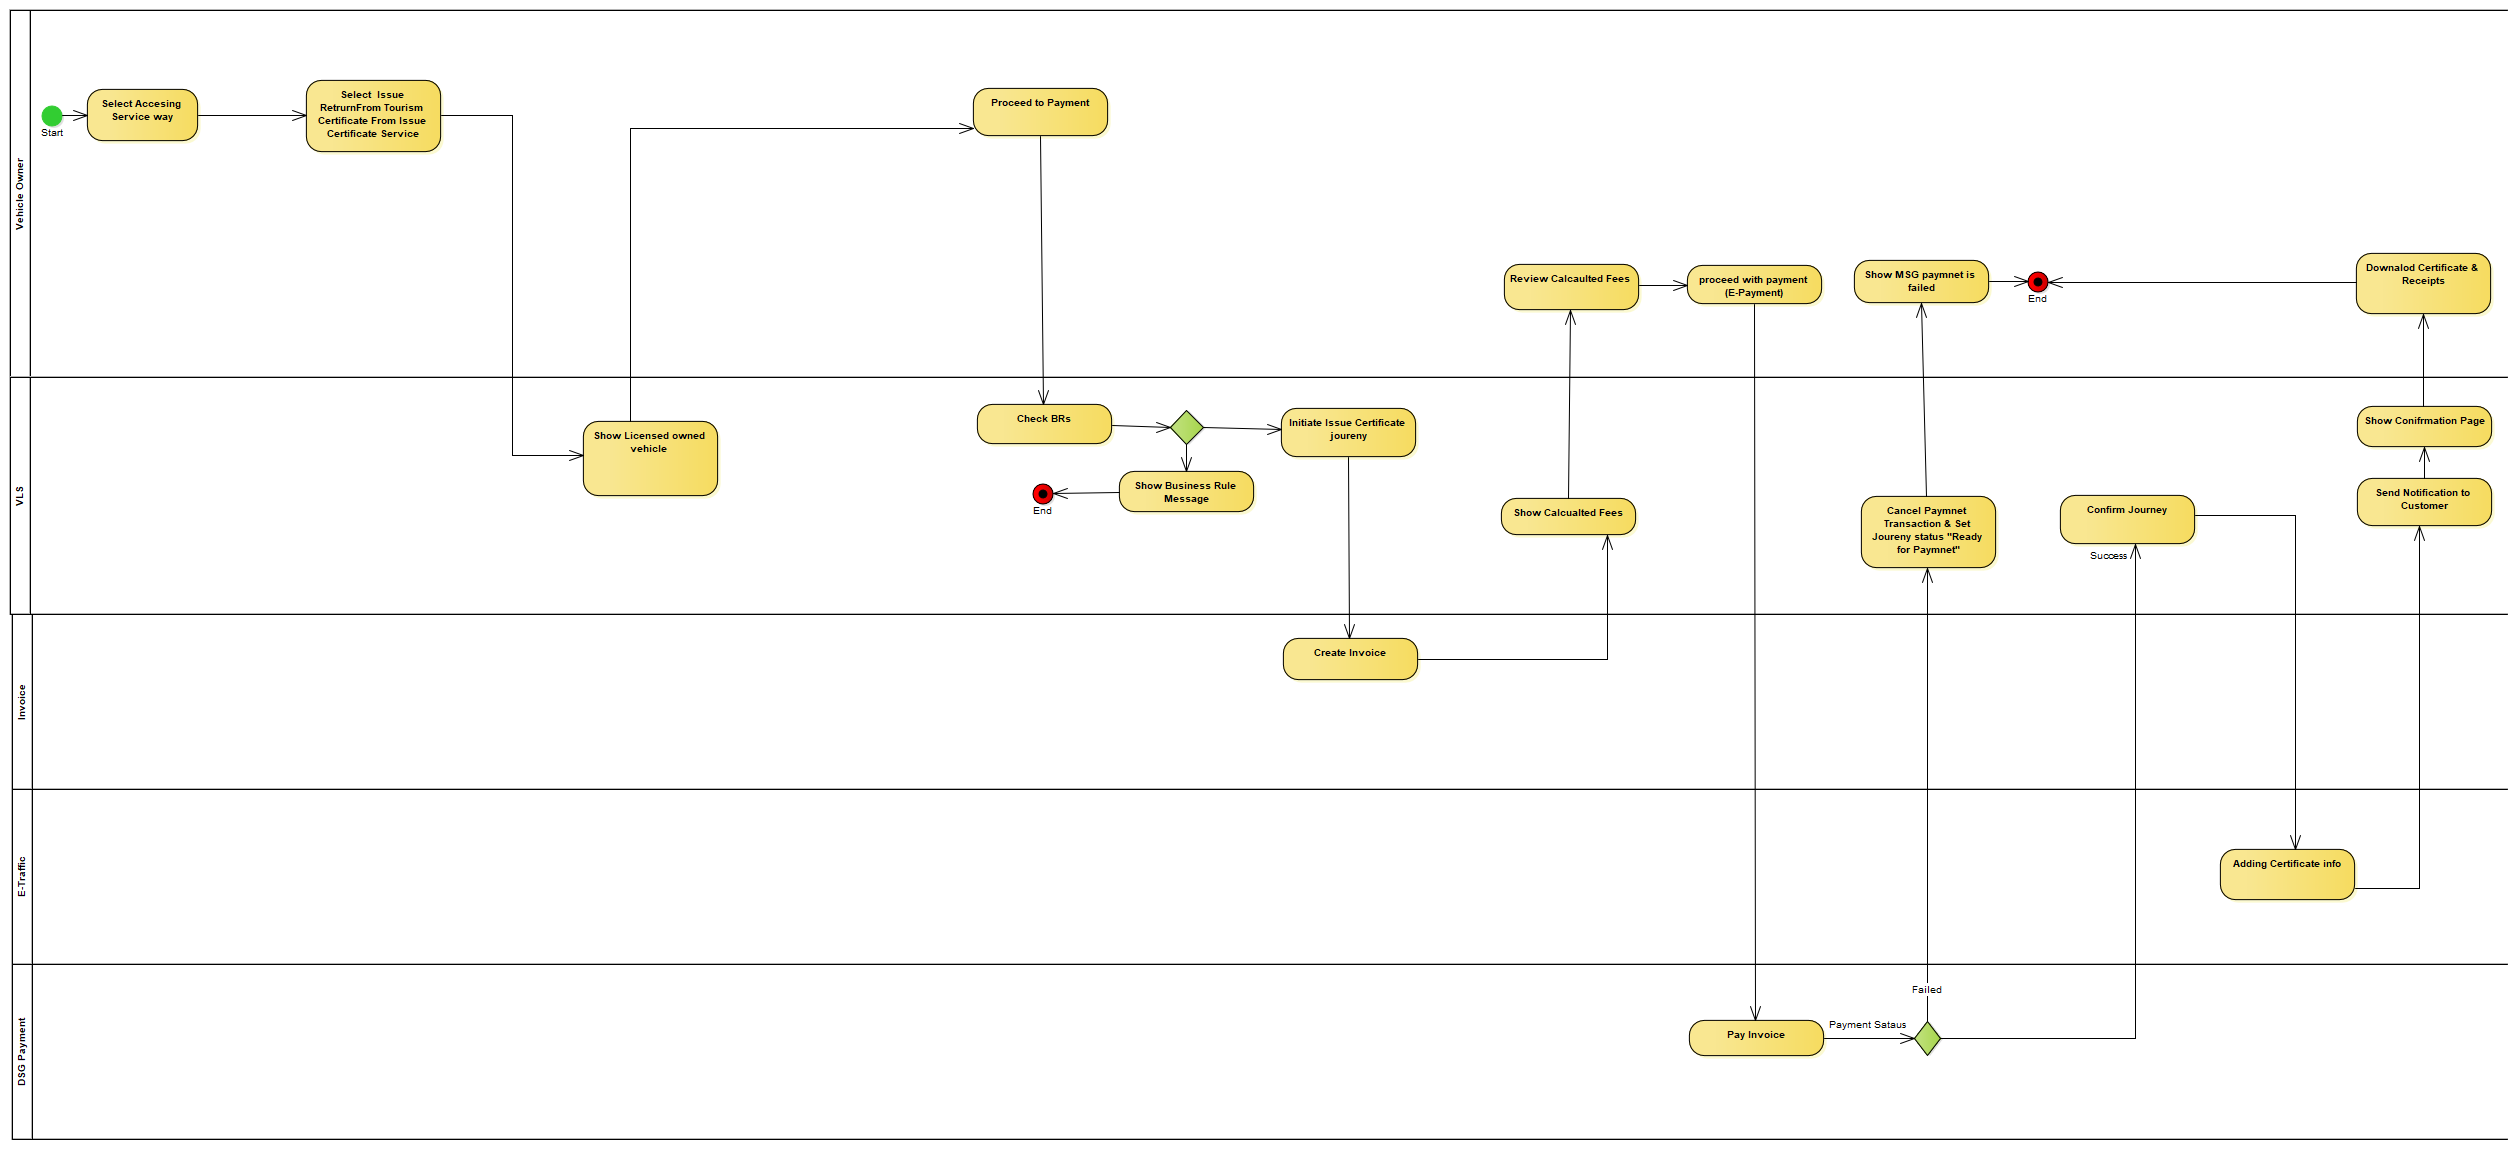 Vehicle Owner
Start
Select Accesing
Service way
Select  Issue
RetrurnFrom Tourism
Certificate From Issue
Certificate Service
Proceed to Payment
Review Calcaulted Fees
proceed with payment
(E-Payment)
Show MSG paymnet is
failed
End
Downalod Certificate &
Receipts
VLS
Show Licensed owned
vehicle
Check BRs
Initiate Issue Certificate
joureny
Show Business Rule
Message
End
Show Calcualted Fees
Cancel Paymnet
Transaction & Set
Joureny status "Ready
for Paymnet"
Confirm Journey
Success
Show Conifrmation Page
Send Notification to
Customer
Invoice
Create Invoice
E-Traffic
Adding Certificate info
DSG Payment
Pay Invoice
Payment Sataus
Failed